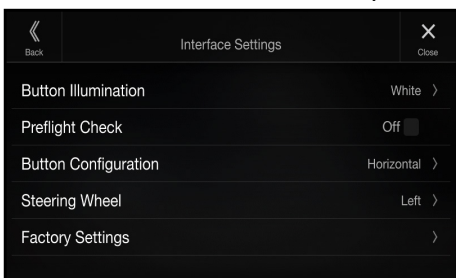 Back
Interface Settings
Close
Button Illumination White
Preflight Check Off
Button Configuration Horizontal
Steering Wheel Left
Factory Settings